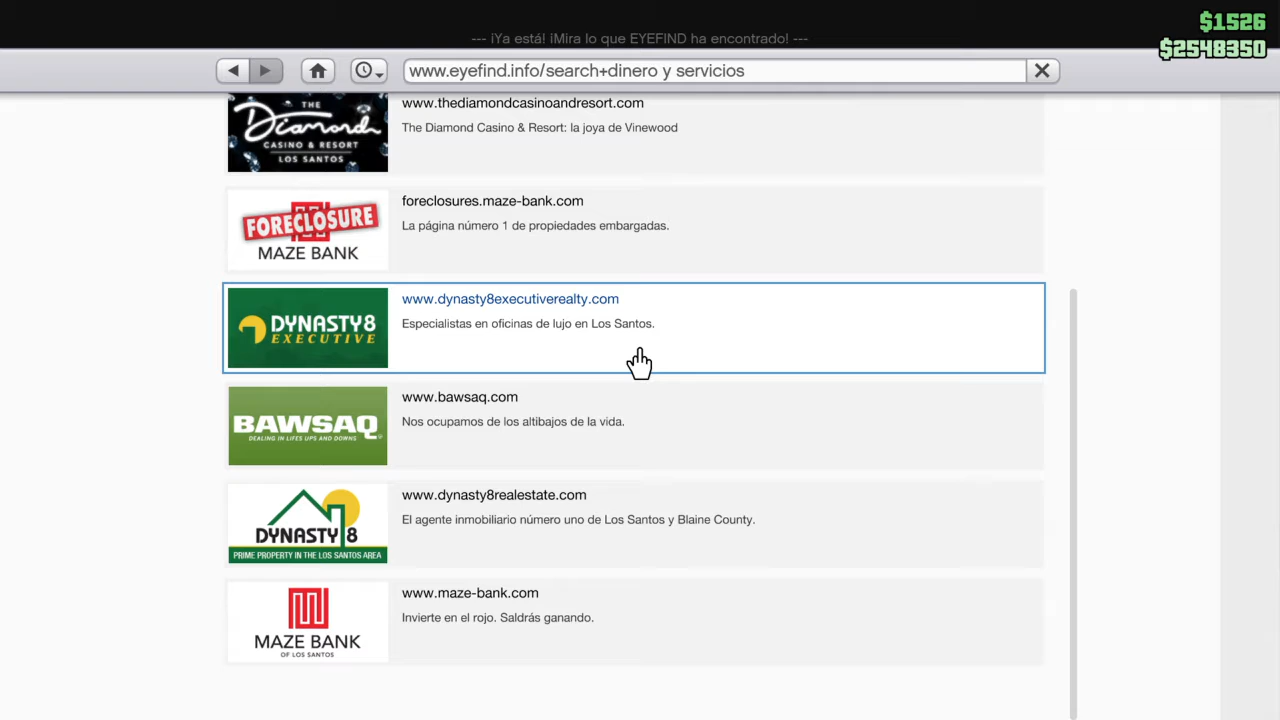 $1526
--- ¡Ya está! ¡Mira lo que EYEFIND ha encontrado! ---
$2548350
www.eyefind.info/search+dinero y servicios
THE
Diamond
CASINO & RESORT
LOS SANTOS
www.thediamondcasinoandresort.com
The Diamond Casino & Resort: la joya de Vinewood
FORECLOSURE
MAZE BANK
foreclosures.maze-bank.com
La página número 1 de propiedades embargadas.
DYNASTY8
EXECUTIVE
www.dynasty8executiverealty.com
Especialistas en oficinas de lujo en Los Santos.
BAWSAQ
DEALING IN LIFES UPS AND DOWNS
www.bawsaq.com
Nos ocupamos de los altibajos de la vida.
DYNASTY 8
PRIME PROPERTY IN THE LOS SANTOS AREA
www.dynasty8realestate.com
El agente inmobiliario número uno de Los Santos y Blaine County.
MAZE BANK
OF LOS SANTOS
www.maze-bank.com
Invierte en el rojo. Saldrás ganando.